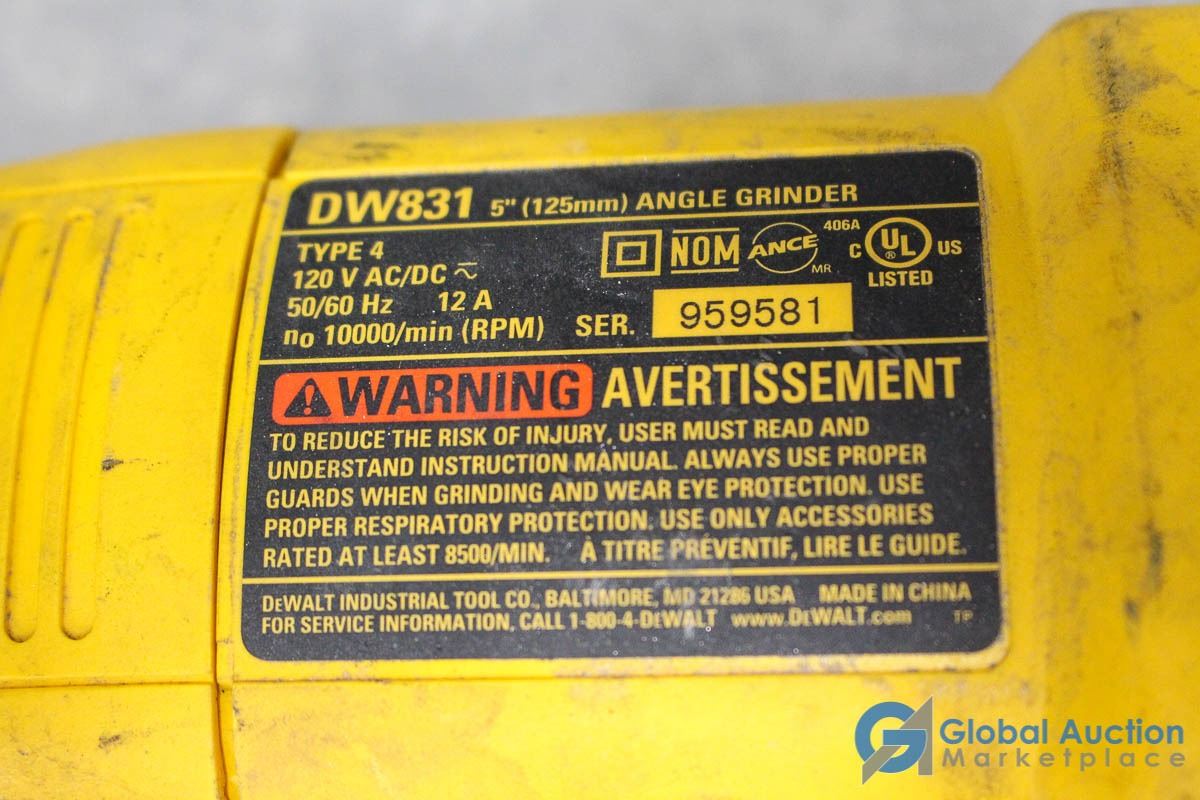 DW831 5" (125mm) ANGLE GRINDER
TYPE 4
120 V AC/DC ⎓ ∼
50/60 Hz 12 A
no 10000/min (RPM)
NOM ANCE MR
406A
C UL ® US
LISTED
SER. 959581
WARNING AVERTISSEMENT
TO REDUCE THE RISK OF INJURY, USER MUST READ AND
UNDERSTAND INSTRUCTION MANUAL. ALWAYS USE PROPER
GUARDS WHEN GRINDING AND WEAR EYE PROTECTION. USE
PROPER RESPIRATORY PROTECTION. USE ONLY ACCESSORIES
RATED AT LEAST 8500/MIN. À TITRE PRÉVENTIF, LIRE LE GUIDE.
DEWALT INDUSTRIAL TOOL CO., BALTIMORE, MD 21286 USA MADE IN CHINA
FOR SERVICE INFORMATION, CALL 1-800-4-DEWALT www.DEWALT.com TP
Global Auction
Marketplace